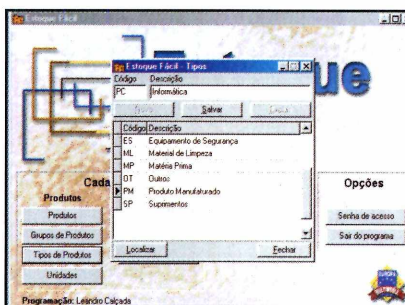 Estoque Fácil
Estoque Fácil - Tipos
Código Descrição
PC Informática
Salvar
Código Descrição
ES Equipamento de Segurança
ML Material de Limpeza
MP Matéria Prima
OT Outros
PM Produto Manufaturado
SP Suprimentos
Localizar Fechar
que
Cada
Produtos
Produtos
Grupos de Produtos
Tipos de Produtos
Unidades
Opções
Senha de acesso
Sair do programa
Programação: Leandro Calçada